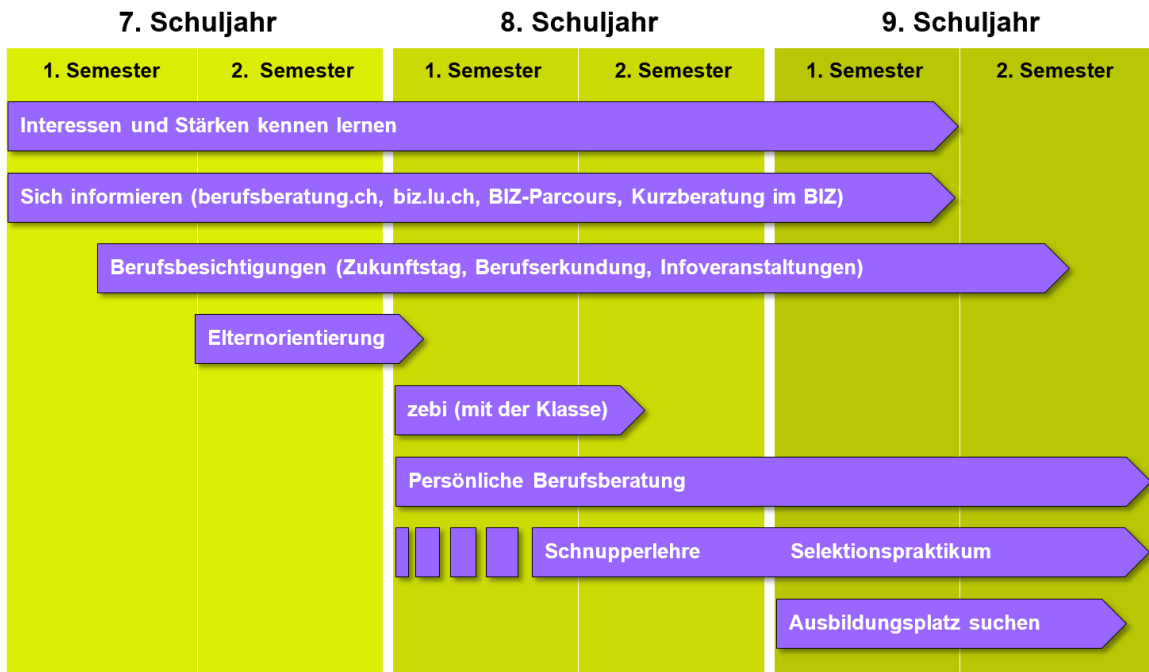 7. Schuljahr
8. Schuljahr
9. Schuljahr
1. Semester
2. Semester
1. Semester
2. Semester
1. Semester
2. Semester
Interessen und Stärken kennen lernen
Sich informieren (berufsberatung.ch, biz.lu.ch, BIZ-Parcours, Kurzberatung im BIZ)
Berufsbesichtigungen (Zukunftstag, Berufserkundung, Infoveranstaltungen)
Elternorientierung
zebi (mit der Klasse)
Persönliche Berufsberatung
Schnupperlehre
Selektionspraktikum
Ausbildungsplatz suchen